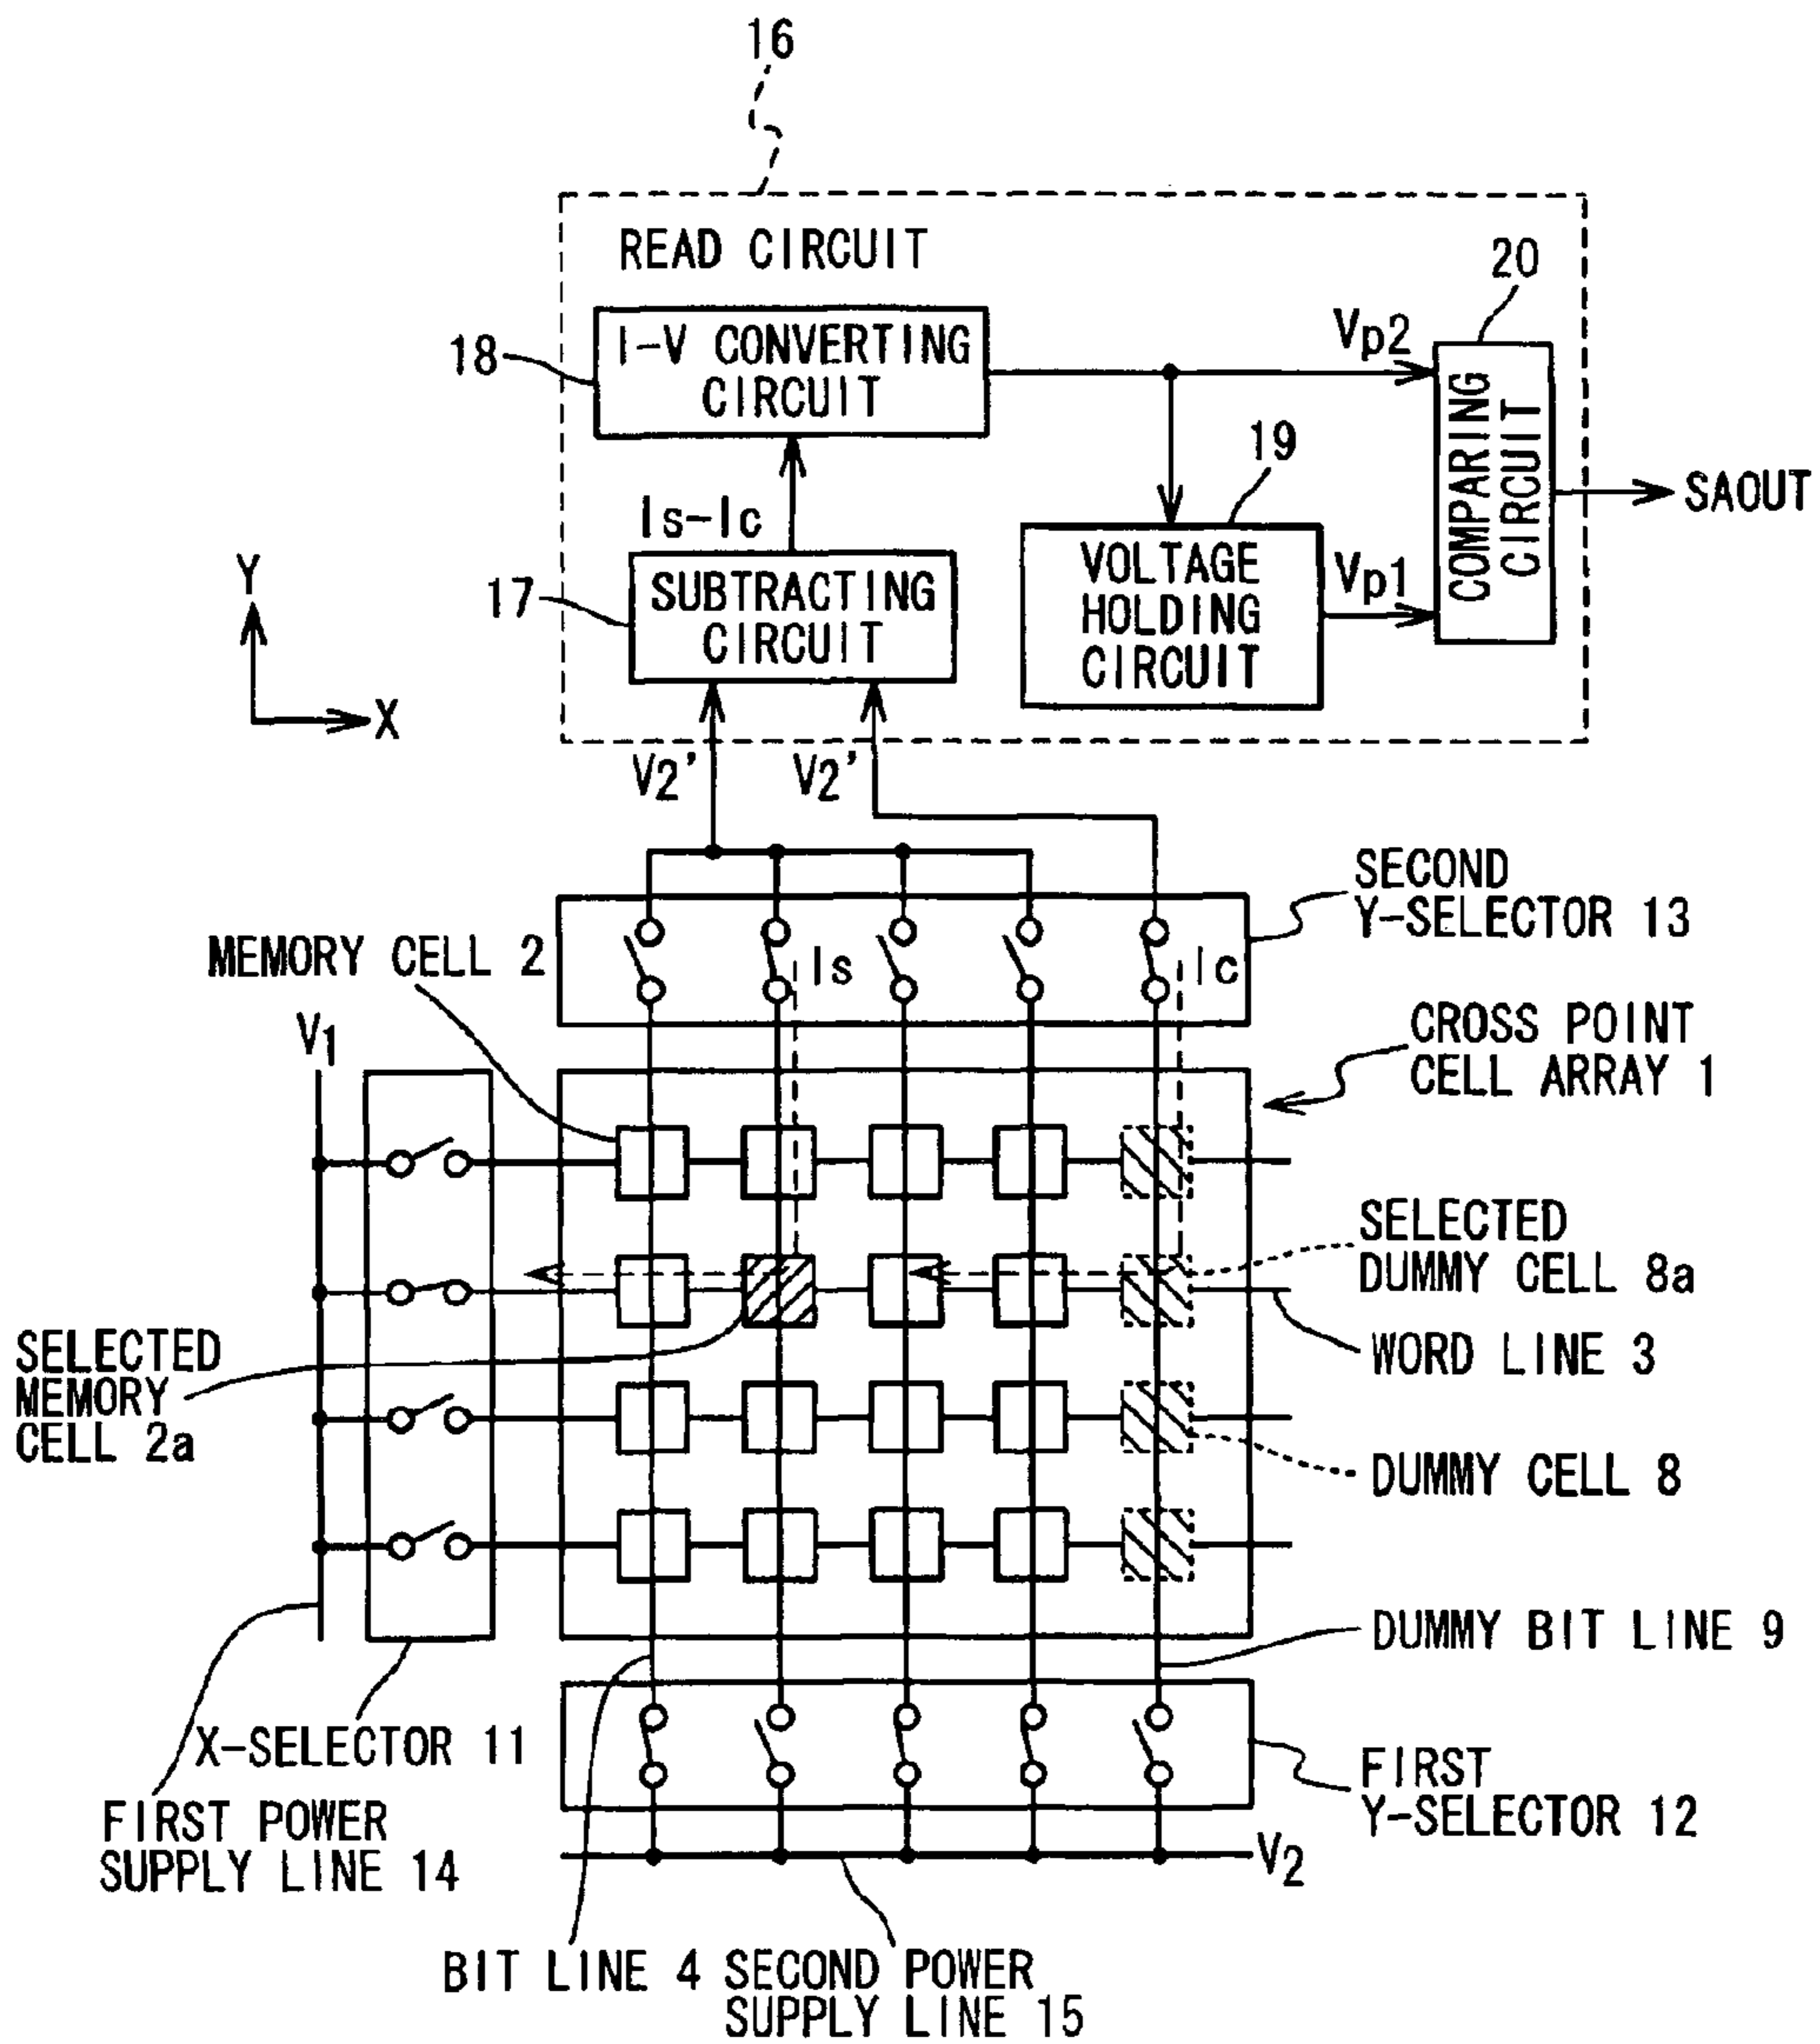 16
READ CIRCUIT
20
18
I-V CONVERTING
CIRCUIT
Vp2
COMPARING
CIRCUIT
19
SAOUT
Is-Ic
Y
X
17
SUBTRACTING
CIRCUIT
VOLTAGE
HOLDING
CIRCUIT
Vp1
V2'
V2'
SECOND
Y-SELECTOR 13
MEMORY CELL 2
Is
Ic
V1
CROSS POINT
CELL ARRAY 1
SELECTED
DUMMY CELL 8a
SELECTED
MEMORY
CELL 2a
WORD LINE 3
DUMMY CELL 8
DUMMY BIT LINE 9
X-SELECTOR 11
FIRST
Y-SELECTOR 12
FIRST POWER
SUPPLY LINE 14
V2
BIT LINE 4
SECOND POWER
SUPPLY LINE 15